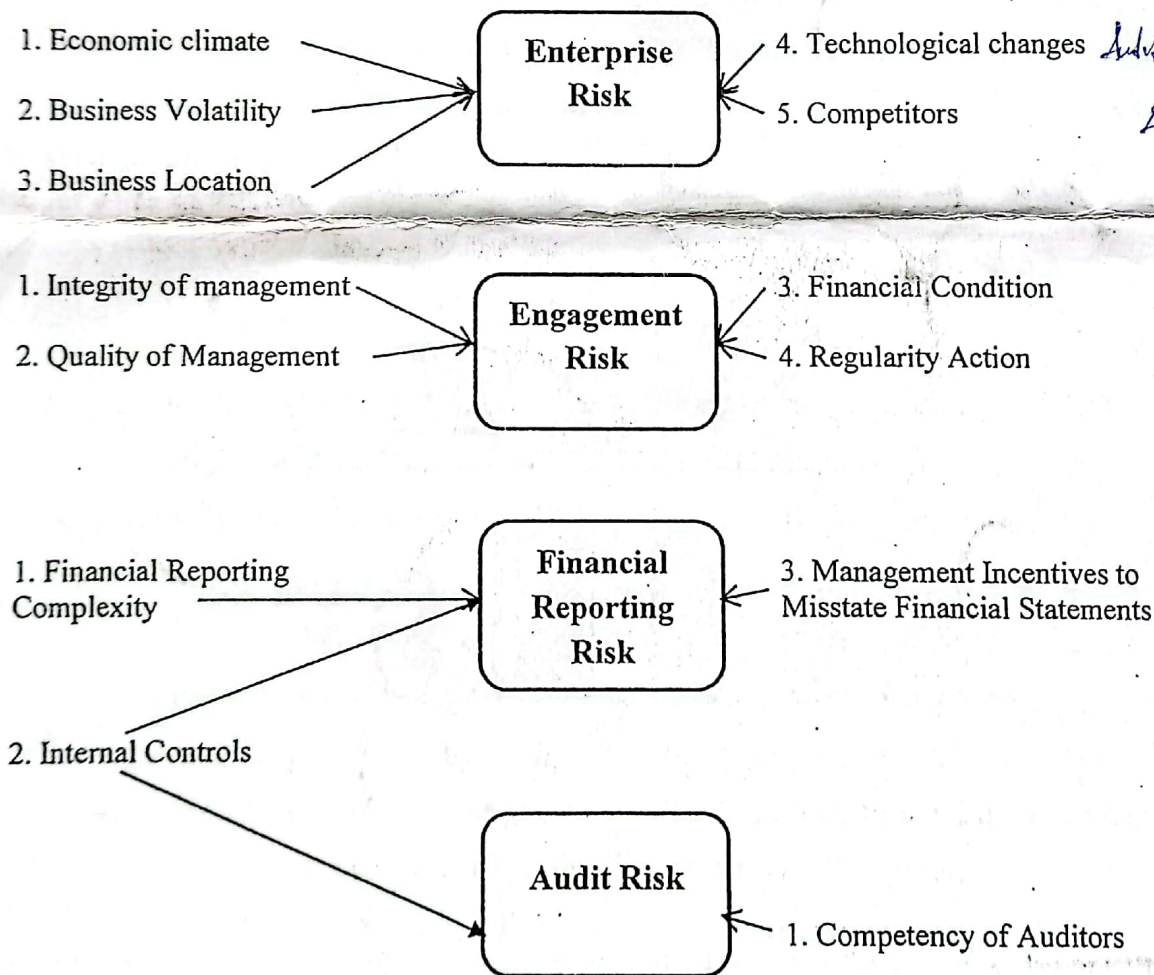 1. Economic climate
2. Business Volatility
3. Business Location
Enterprise
Risk
4. Technological changes
5. Competitors
1. Integrity of management
2. Quality of Management
Engagement
Risk
3. Financial Condition
4. Regularity Action
1. Financial Reporting
Complexity
2. Internal Controls
Financial
Reporting
Risk
3. Management Incentives to
Misstate Financial Statements
Audit Risk
1. Competency of Auditors